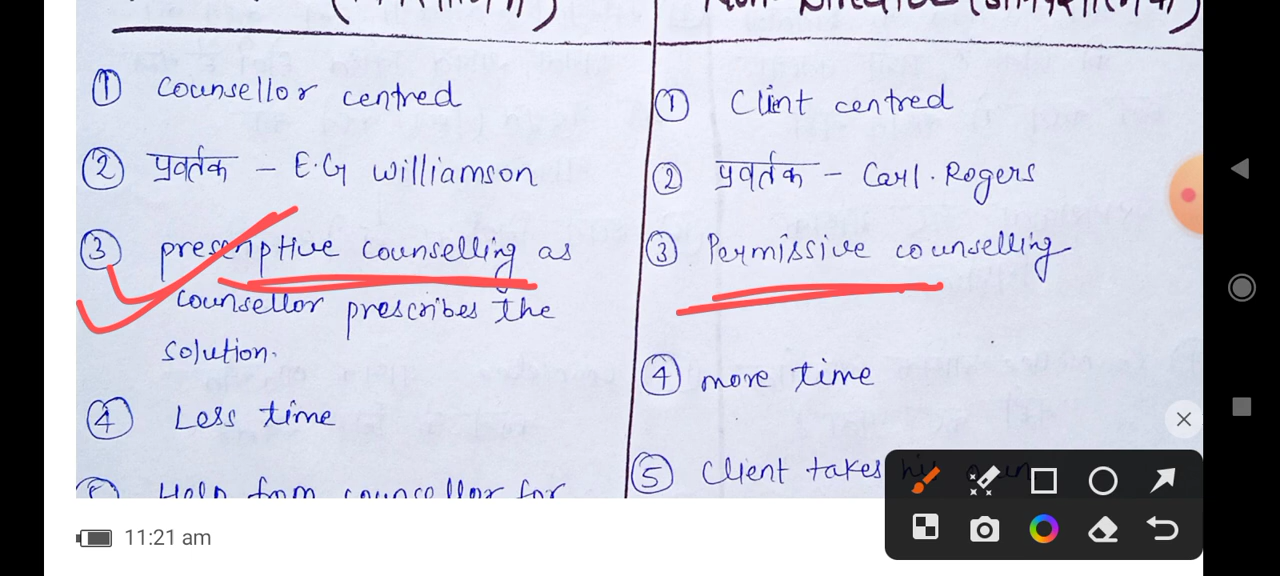 ① Counsellor centred
② प्रवर्तक - E.G Williamson
③ prescriptive counselling as
counsellor prescribes the
solution.
④ Less time
① Clint centred
② प्रवर्तक - Carl. Rogers
③ Permissive counselling
④ more time
⑤ Client takes
11:21 am